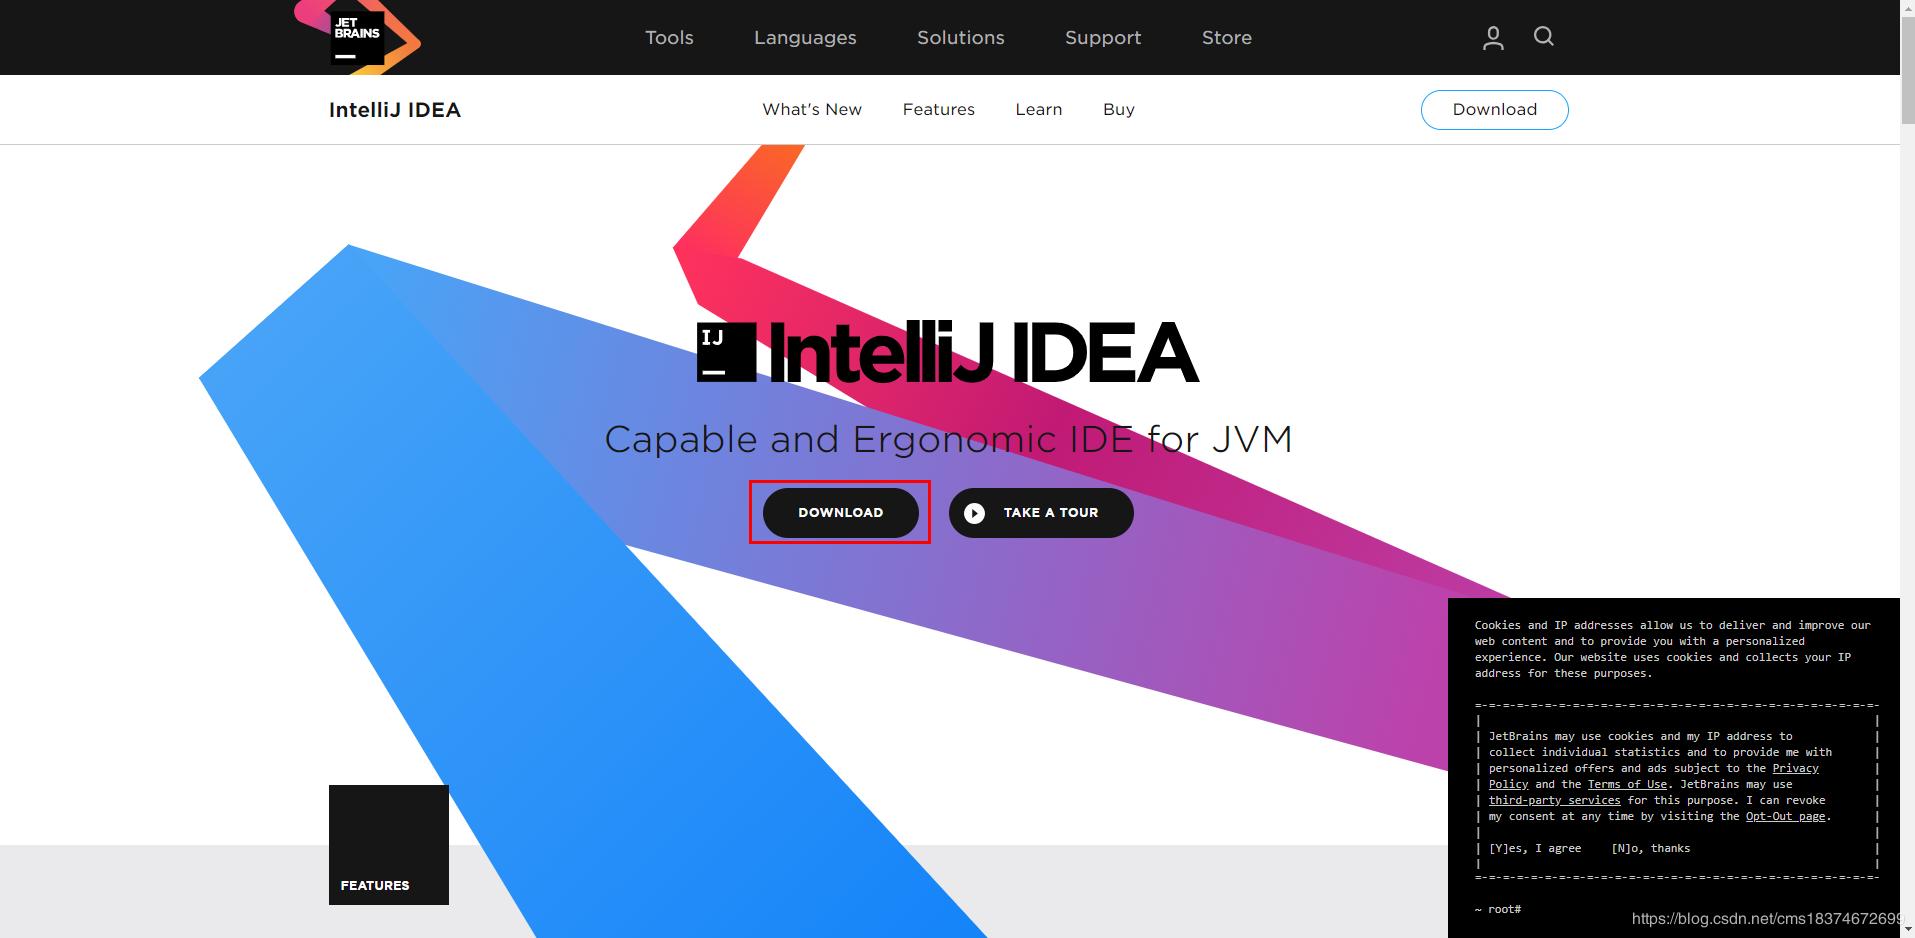 JET
BRAINS
Tools
Languages
Solutions
Support
Store
IntelliJ IDEA
What's New
Features
Learn
Buy
Download
IJ
IntelliJ IDEA
Capable and Ergonomic IDE for JVM
DOWNLOAD
TAKE A TOUR
Cookies and IP addresses allow us to deliver and improve our
web content and to provide you with a personalized
experience. Our website uses cookies and collects your IP
address for these purposes.
JetBrains may use cookies and my IP address to
collect individual statistics and to provide me with
personalized offers and ads subject to the Privacy
Policy and the Terms of Use. JetBrains may use
third-party services for this purpose. I can revoke
my consent at any time by visiting the Opt-Out page.
[Y]es, I agree [N]o, thanks
~ root#
FEATURES
https://blog.csdn.net/cms18374672699